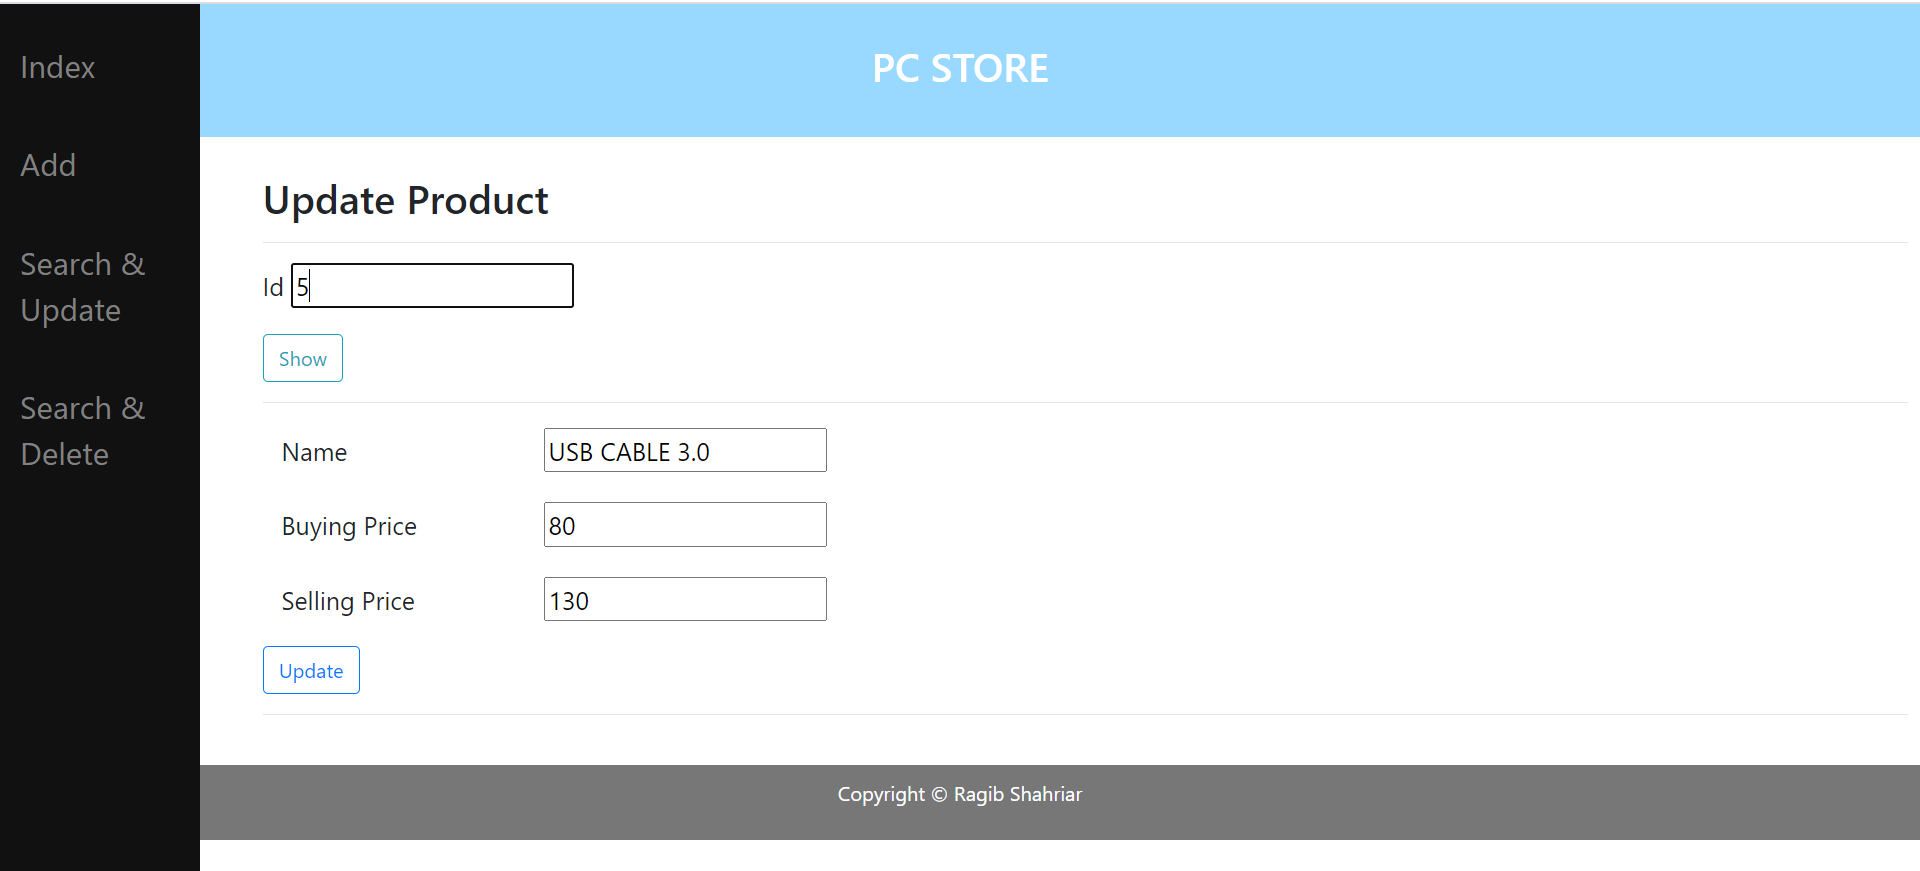 Index
Add
Search &
Update
Search &
Delete
PC STORE
Update Product
Id 5
Show
Name USB CABLE 3.0
Buying Price 80
Selling Price 130
Update
Copyright © Ragib Shahriar